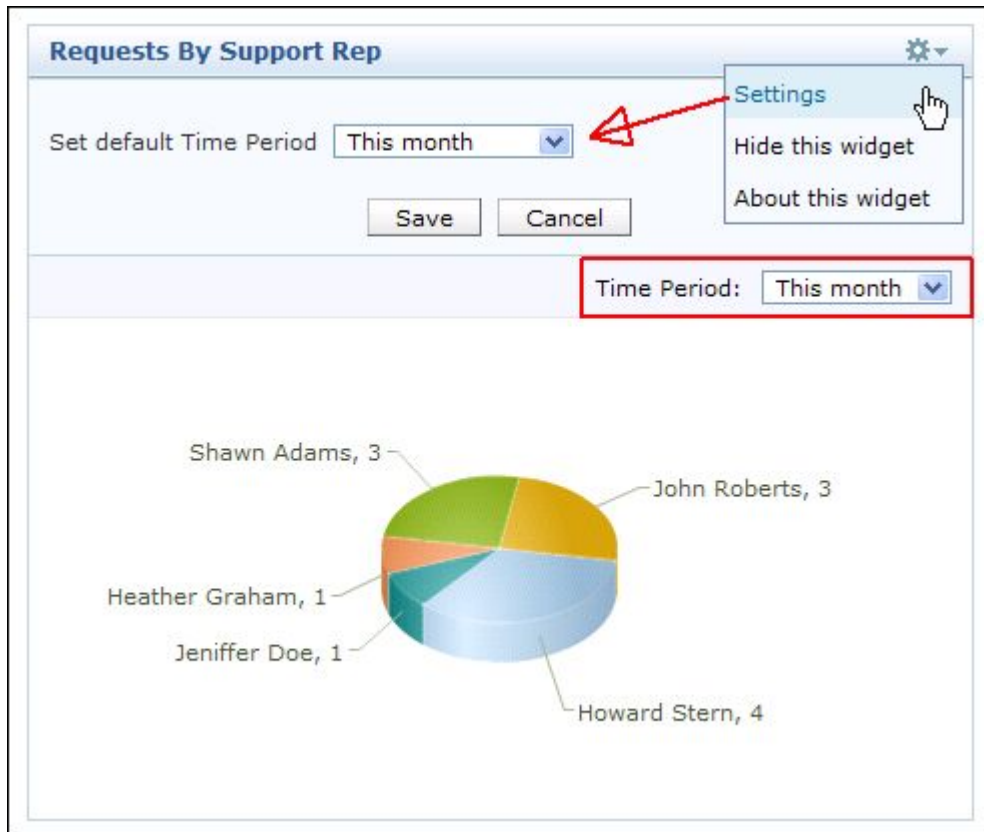 Requests By Support Rep
Settings
Set default Time Period This month
Hide this widget
About this widget
Save Cancel
Time Period: This month
Shawn Adams, 3
John Roberts, 3
Heather Graham, 1
Jeniffer Doe, 1
Howard Stern, 4